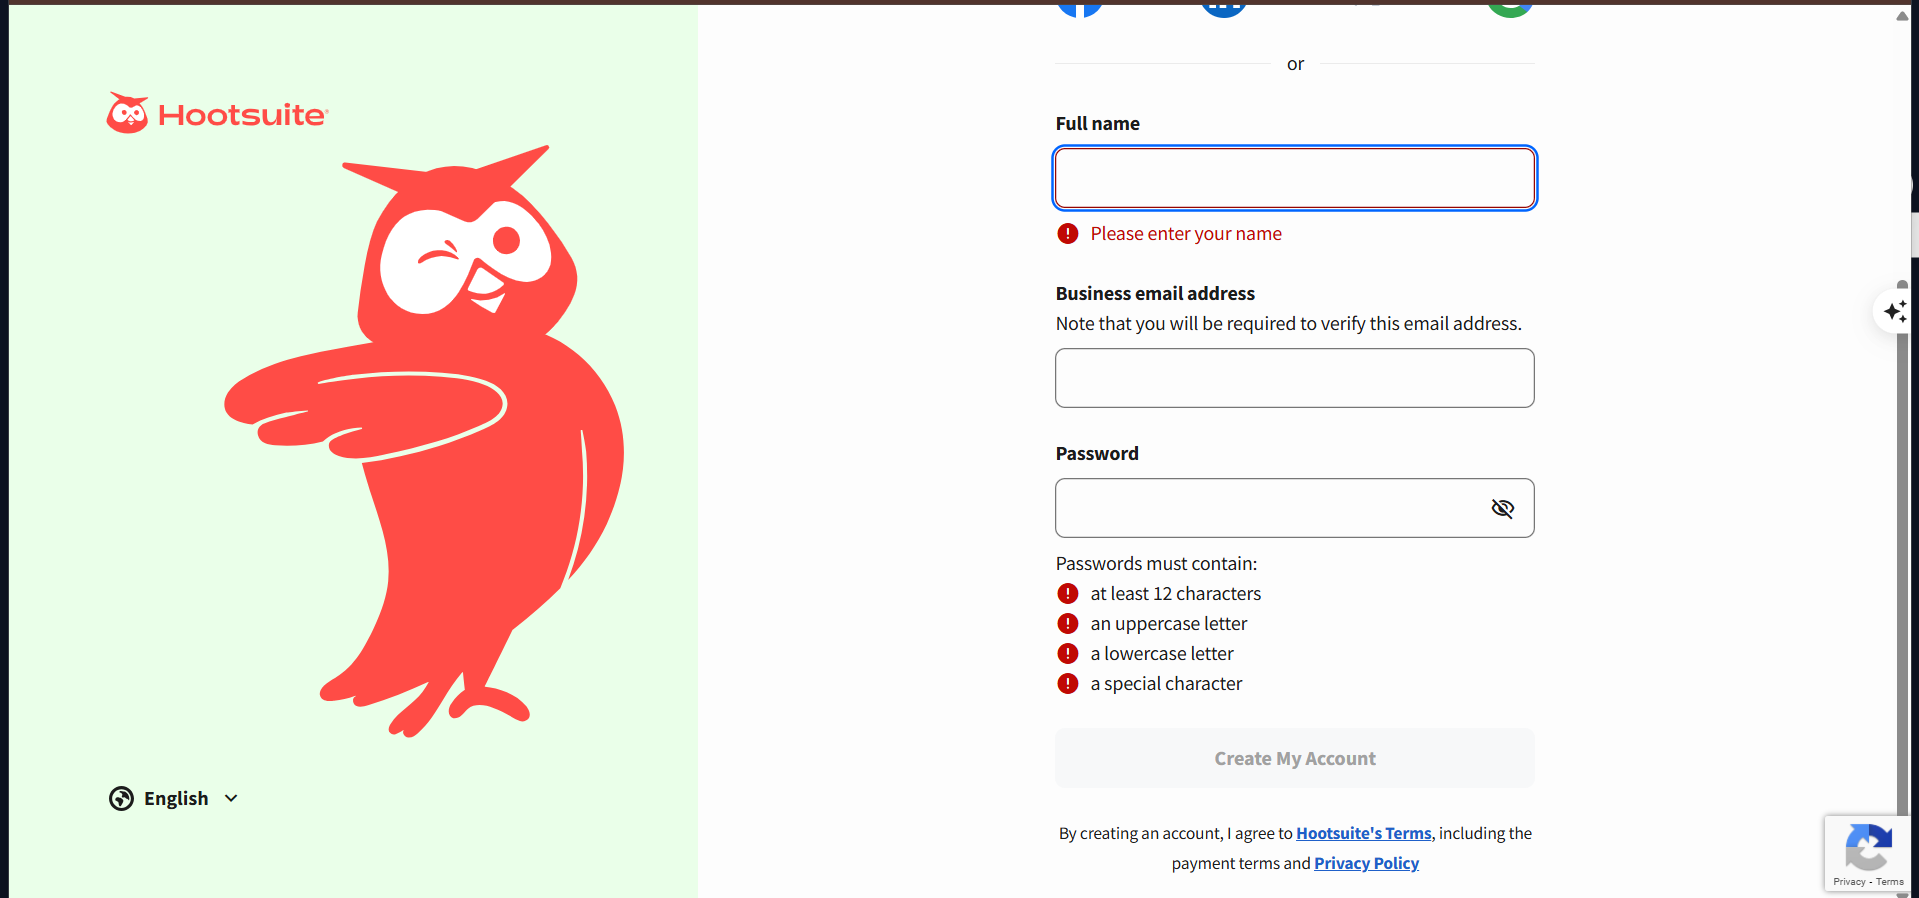 Hootsuite
English
or
Full name
Please enter your name
Business email address
Note that you will be required to verify this email address.
Password
Passwords must contain:
at least 12 characters
an uppercase letter
a lowercase letter
a special character
Create My Account
By creating an account, I agree to Hootsuite's Terms, including the
payment terms and Privacy Policy
Privacy - Terms